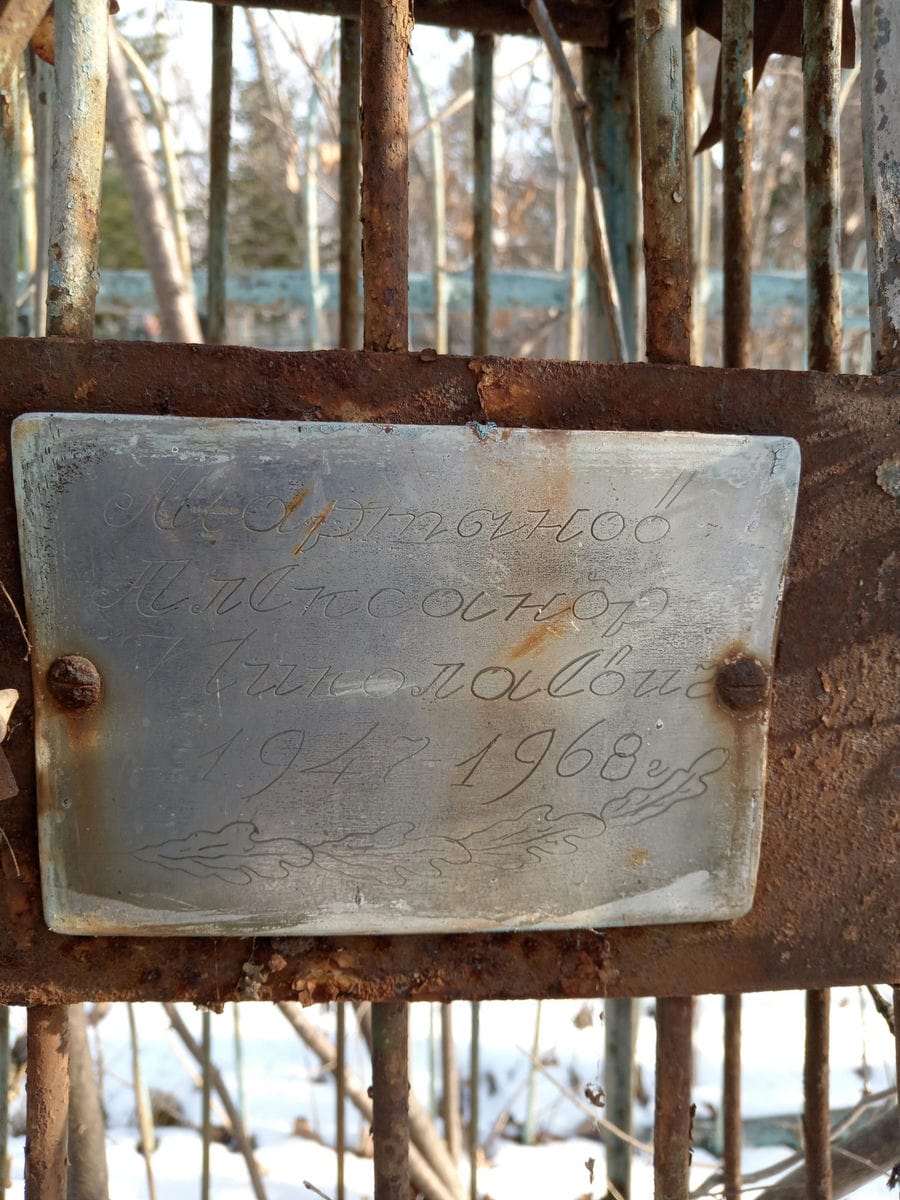 Мартынов
Александр
Николаевич
1947-1968г